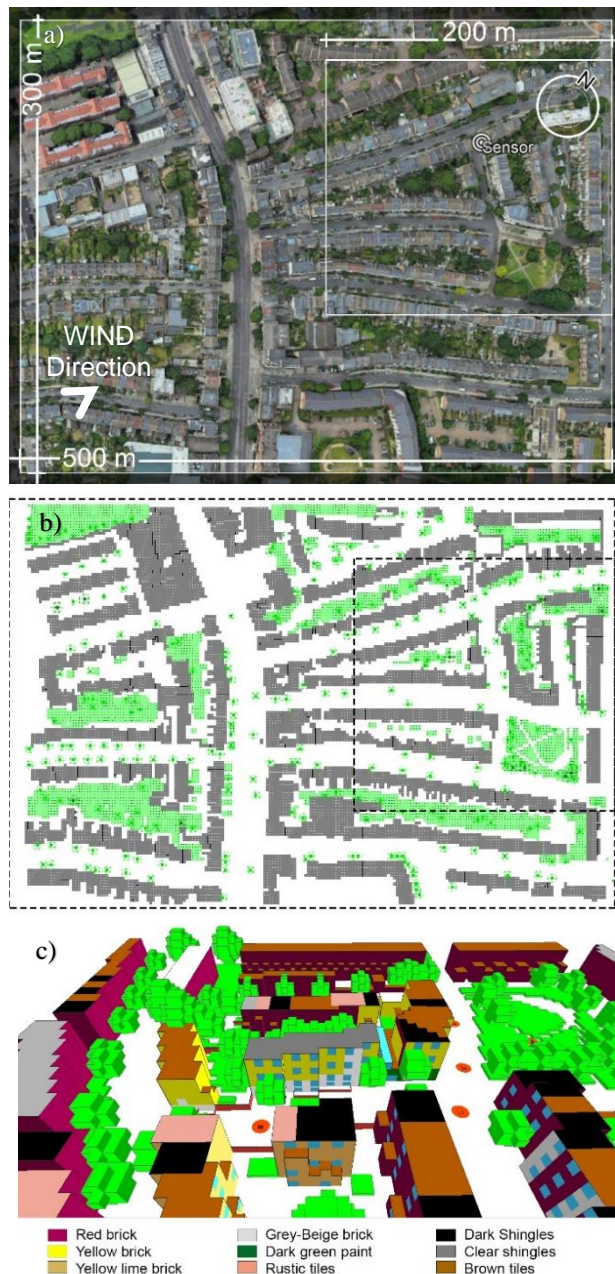 a)
200 m
300 m
N
Sensor
WIND
Direction
500 m
b)
c)
Red brick
Grey-Beige brick
Dark Shingles
Yellow brick
Dark green paint
Clear shingles
Yellow lime brick
Rustic tiles
Brown tiles